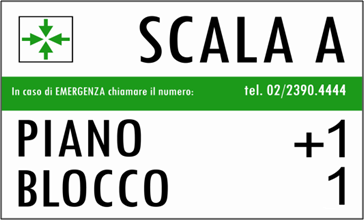 SCALA A
In caso di EMERGENZA chiamare il numero: tel. 02/2390.4444
PIANO +1
BLOCCO 1